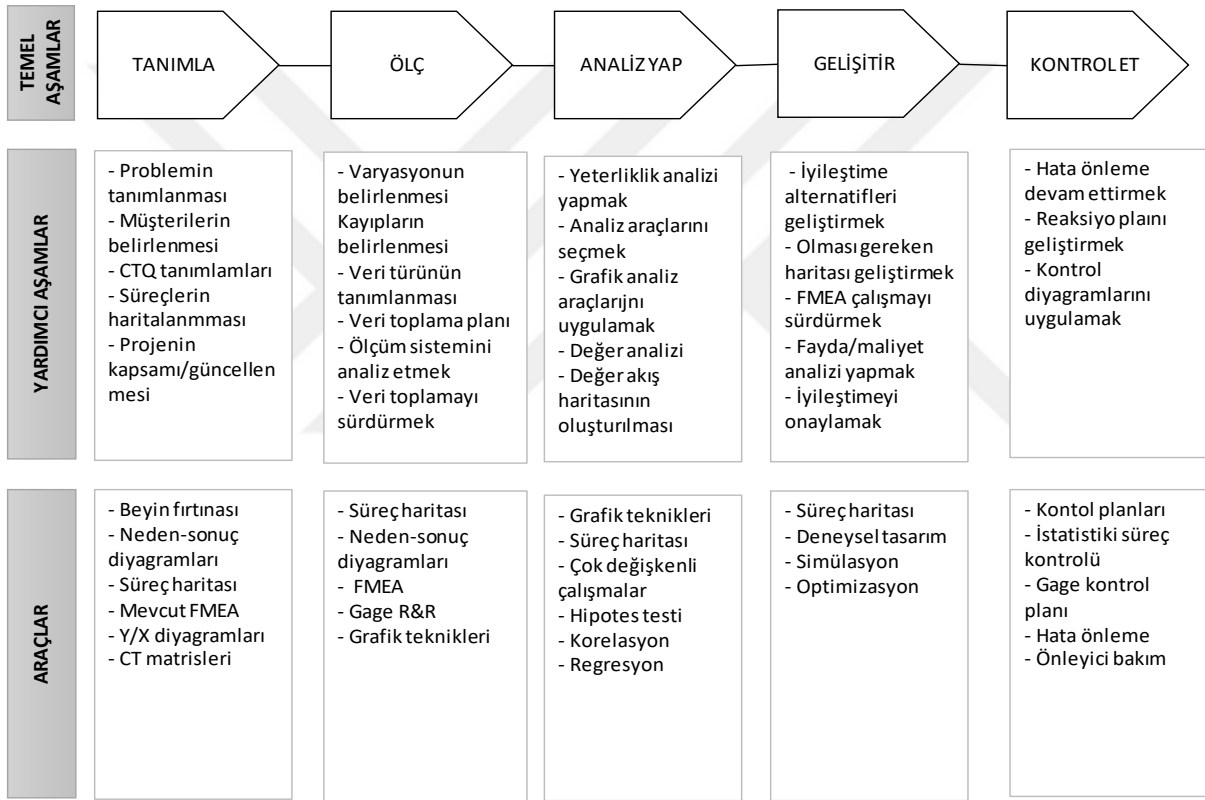 TEMEL
AŞAMLAR
TANIMLA
ÖLÇ
ANALİZ YAP
GELİŞİTİR
KONTROL ET
YARDIMCI AŞAMLAR
- Problemin
tanımlanması
- Müşterilerin
belirlenmesi
- CTQ tanımlamları
- Süreçlerin
haritalanmması
- Projenin
kapsamı/güncellen
mesi
- Varyasyonun
belirlenmesi
Kayıpların
belirlenmesi
- Veri türünün
tanımlanması
- Veri toplama planı
- Ölçüm sistemini
analiz etmek
- Veri toplamayı
sürdürmek
- Yeterliklik analizi
yapmak
- Analiz araçlarını
seçmek
- Grafik analiz
araçlarıjnı
uygulamak
- Değer analizi
- Değer akış
haritasının
oluşturılması
- İyileştime
alternatifleri
geliştirmek
- Olması gereken
haritası geliştirmek
- FMEA çalışmayı
sürdürmek
- Fayda/maliyet
analizi yapmak
- İyileştimeyi
onaylamak
- Hata önleme
devam ettirmek
- Reaksiyo plaını
geliştirmek
- Kontrol
diyagramlarını
uygulamak
ARAÇLAR
- Beyin fırtınası
- Neden-sonuç
diyagramları
- Süreç haritası
- Mevcut FMEA
- Y/X diyagramları
- CT matrisleri
- Süreç haritası
- Neden-sonuç
diyagramları
- FMEA
- Gage R&R
- Grafik teknikleri
- Grafik teknikleri
- Süreç haritası
- Çok değişkenli
çalışmalar
- Hipotes testi
- Korelasyon
- Regresyon
- Süreç haritası
- Deneysel tasarım
- Simülasyon
- Optimizasyon
- Kontol planları
- İstatistiki süreç
kontrolü
- Gage kontrol
planı
- Hata önleme
- Önleyici bakım